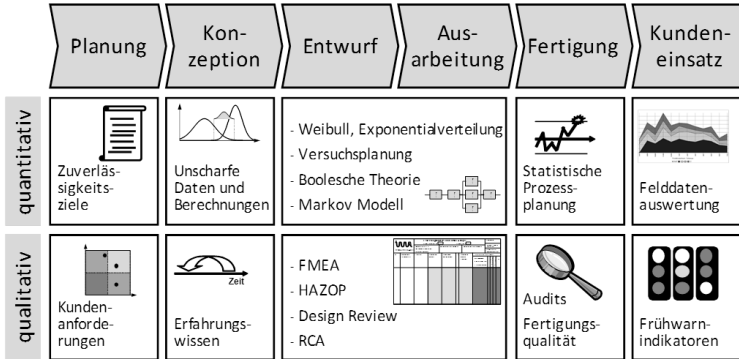 Planung
Kon-
zeption
Entwurf
Aus-
arbeitung
Fertigung
Kunden-
einsatz
quantitativ
Zuverläs-
sigkeits-
ziele
Unscharfe
Daten und
Berechnungen
- Weibull, Exponentialverteilung
- Versuchsplanung
- Boolesche Theorie
- Markov Modell
Statistische
Prozess-
planung
Felddaten-
auswertung
qualitativ
Kunden-
anforde-
rungen
Zeit
Erfahrungs-
wissen
- FMEA
- HAZOP
- Design Review
- RCA
Audits
Fertigungs-
qualität
Frühwarn-
indikatoren